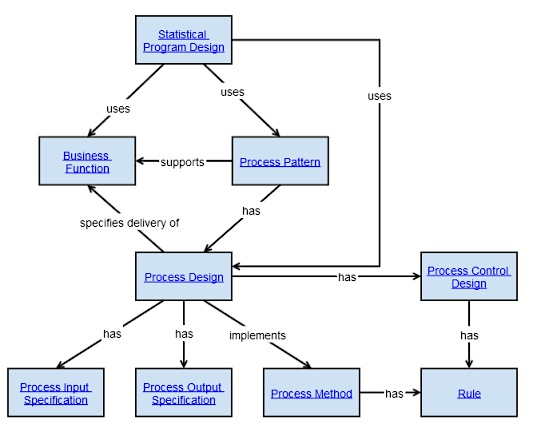 Statistical
Program Design
uses
uses
uses
Business
Function
supports
Process Pattern
has
specifies delivery of
Process Design
has
Process Control
Design
has
has
implements
has
Process Input
Specification
Process Output
Specification
Process Method
has
Rule